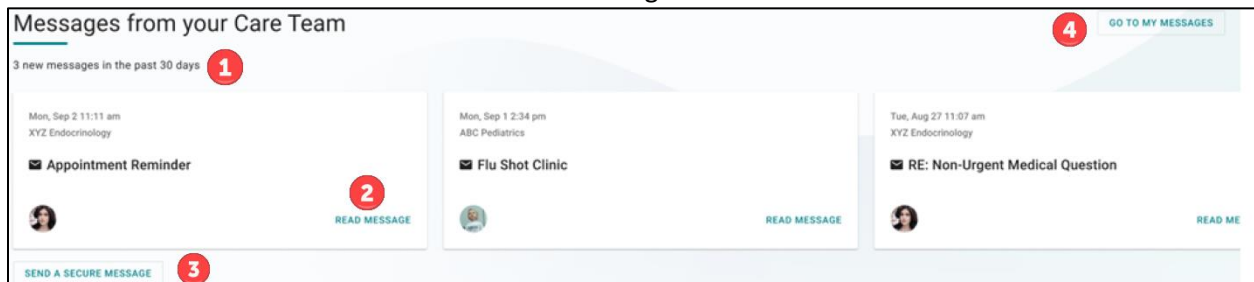 Messages from your Care Team
4
GO TO MY MESSAGES
3 new messages in the past 30 days
1
Mon, Sep 2 11:11 am
XYZ Endocrinology
Appointment Reminder
2
READ MESSAGE
Mon, Sep 1 2:34 pm
ABC Pediatrics
Flu Shot Clinic
READ MESSAGE
Tue, Aug 27 11:07 am
XYZ Endocrinology
RE: Non-Urgent Medical Question
READ ME
SEND A SECURE MESSAGE
3